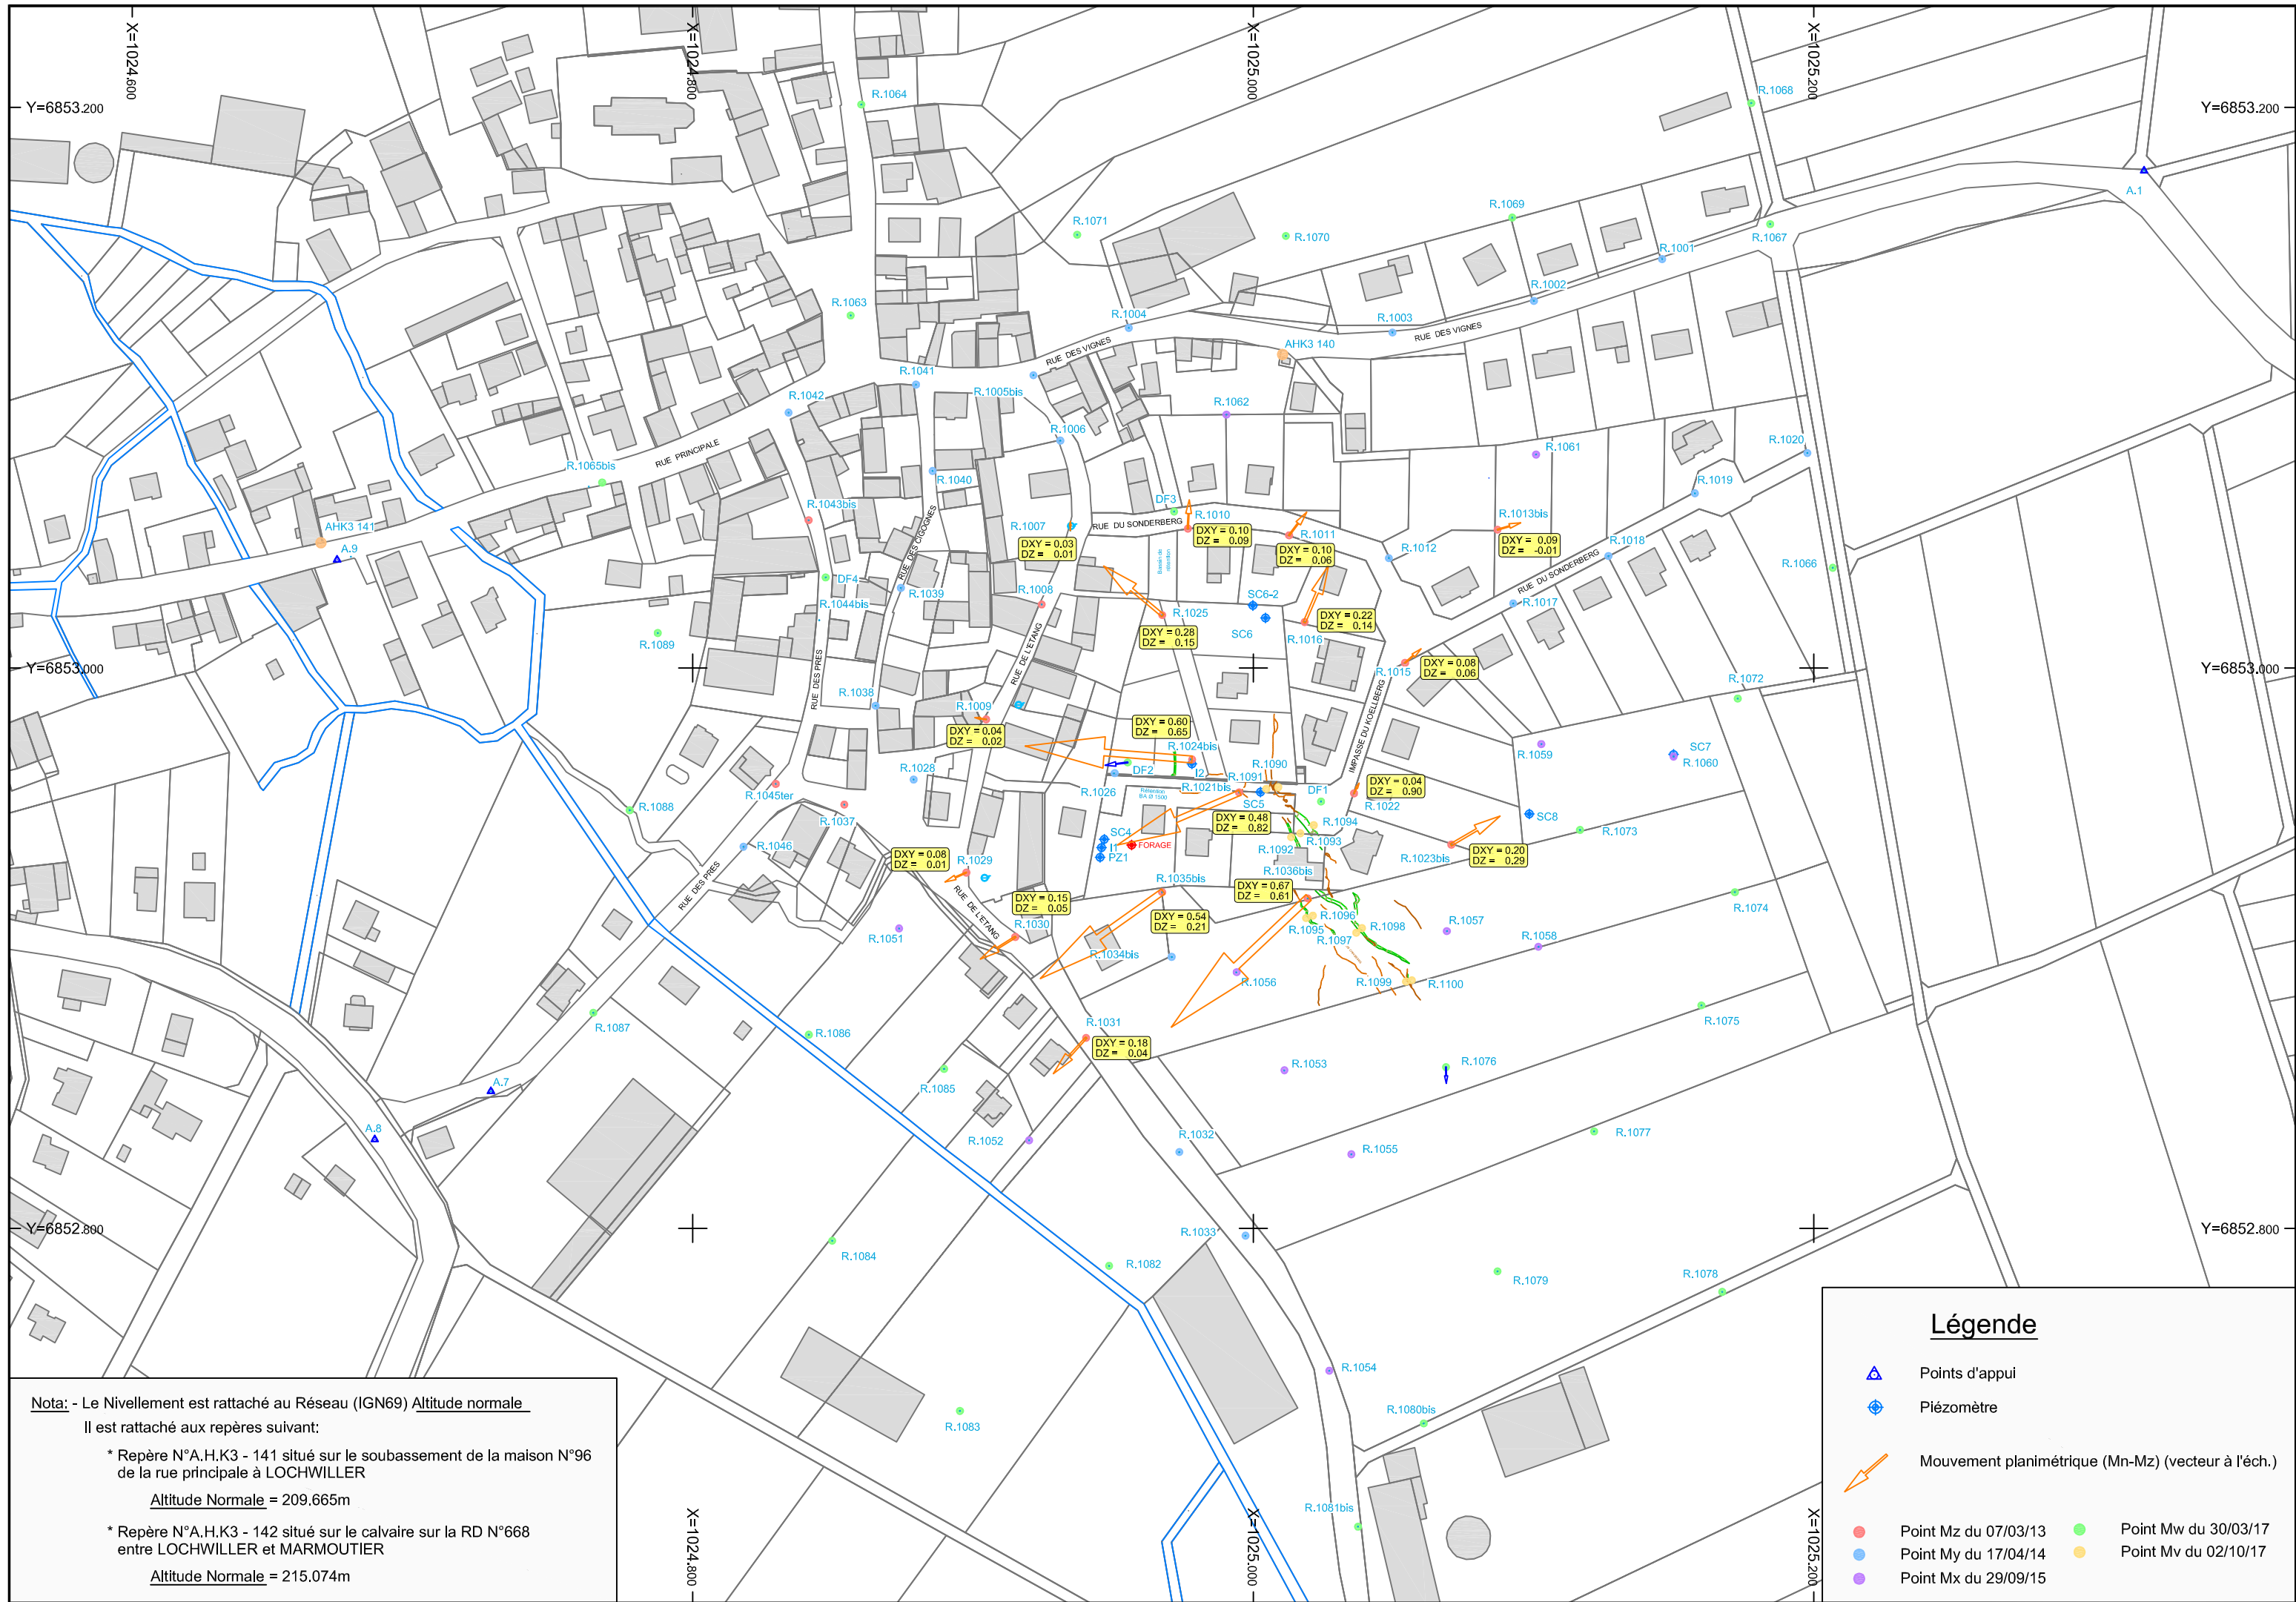 X=1024.600
X=1024.800
X=1025.000
X=1025.200
Y=6853.200
Y=6853.200
R.1064
R.1068
A.1
R.1071
R.1070
R.1069
R.1067
R.1001
R.1002
R.1063
R.1004
R.1003
RUE DES VIGNES
RUE DES VIGNES
AHK3 140
R.1041
R.1005bis
R.1042
R.1062
R.1006
R.1061
R.1020
RUE PRINCIPALE
R.1065bis
R.1040
R.1019
DF3
R.1043bis
R.1007
RUE DU SONDERBERG
R.1010
R.1013bis
AHK3 141
A.9
RUE DES CIGOGNES
DXY = 0.03
DZ = 0.01
DXY = 0.10
DZ = 0.09
R.1011
DXY = 0.10
DZ = 0.06
R.1012
DXY = 0.09
DZ = -0.01
R.1018
RUE DU SONDERBERG
R.1066
Bassin de
rétention
DF4
R.1039
R.1044bis
R.1008
SC6-2
R.1017
R.1025
SC6
DXY = 0.22
DZ = 0.14
R.1016
DXY = 0.28
DZ = 0.15
R.1089
RUE DE L'ETANG
RUE DES PRES
Y=6853.000
Y=6853.000
R.1015
DXY = 0.08
DZ = 0.06
IMPASSE DU KOELLBERG
R.1038
R.1009
R.1072
DXY = 0.04
DZ = 0.02
DXY = 0.60
DZ = 0.65
R.1024bis
R.1059
SC7
R.1060
R.1090
DF2
I2
R.1091
R.1028
R.1026
R.1021bis
Rétention
BA Ø 1500
SC5
DF1
DXY = 0.04
DZ = 0.90
R.1022
R.1045ter
R.1088
R.1037
DXY = 0.48
DZ = 0.82
R.1094
SC8
R.1073
SC4
I1
PZ1
FORAGE
R.1092
R.1093
R.1046
DXY = 0.08
DZ = 0.01
R.1029
R.1023bis
DXY = 0.20
DZ = 0.29
R.1036bis
R.1035bis
DXY = 0.67
DZ = 0.61
RUE DES PRES
RUE DE L'ETANG
DXY = 0.15
DZ = 0.05
DXY = 0.54
DZ = 0.21
R.1030
R.1074
R.1096
R.1095
R.1098
R.1097
R.1057
R.1058
R.1051
R.1034bis
R.1056
R.1099
R.1100
R.1087
R.1075
R.1086
R.1031
DXY = 0.18
DZ = 0.04
R.1053
R.1076
R.1085
A.7
A.8
R.1052
R.1032
R.1055
R.1077
Y=6852.800
Y=6852.800
R.1033
R.1084
R.1082
R.1079
R.1078
R.1054
R.1083
R.1080bis
R.1081bis
X=1024.800
X=1025.000
X=1025.200
Nota: - Le Nivellement est rattaché au Réseau (IGN69) Altitude normale
Il est rattaché aux repères suivant:
* Repère N°A.H.K3 - 141 situé sur le soubassement de la maison N°96
de la rue principale à LOCHWILLER
Altitude Normale = 209.665m
* Repère N°A.H.K3 - 142 situé sur le calvaire sur la RD N°668
entre LOCHWILLER et MARMOUTIER
Altitude Normale = 215.074m
Légende
Points d'appui
Piézomètre
Mouvement planimétrique (Mn-Mz) (vecteur à l'éch.)
Point Mz du 07/03/13
Point My du 17/04/14
Point Mx du 29/09/15
Point Mw du 30/03/17
Point Mv du 02/10/17